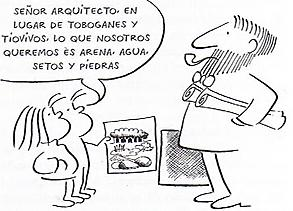 SEÑOR ARQUITECTO, EN
LUGAR DE TOBOGANES Y
TIOVIVOS, LO QUE NOSOTROS
QUEREMOS ES ARENA, AGUA,
SETOS Y PIEDRAS